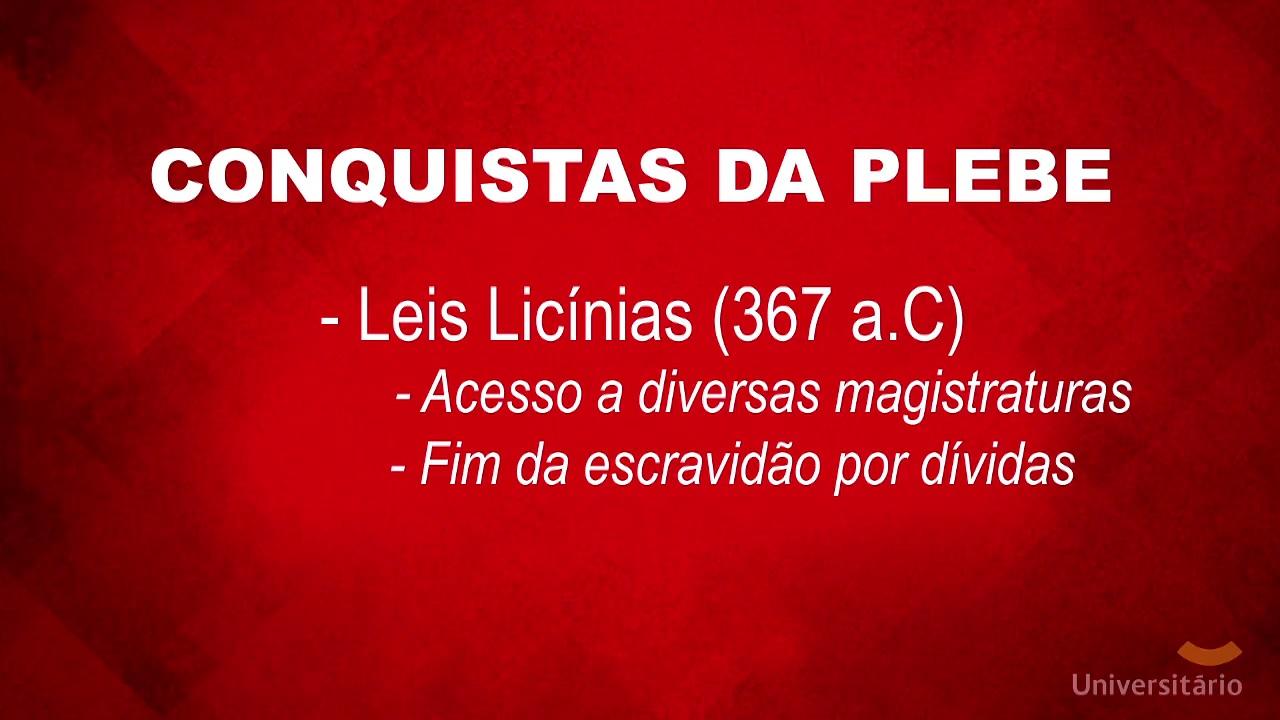 CONQUISTAS DA PLEBE
- Leis Licínias (367 a.C)
- Acesso a diversas magistraturas
- Fim da escravidão por dívidas
Universitário